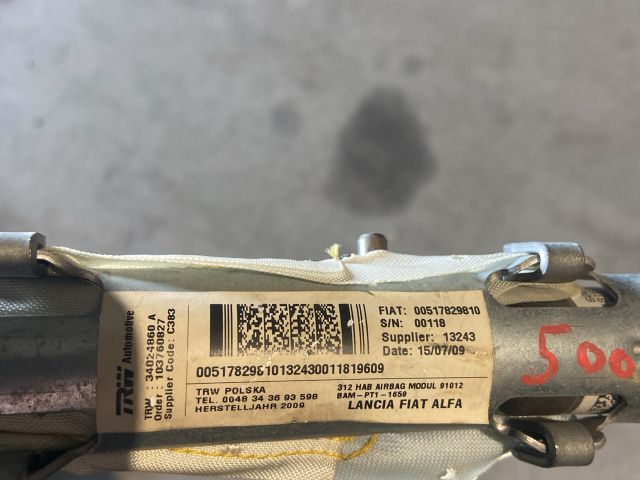 TRW Automotive
TRW : 34024860 A
Order : 103760827
Supplier Code: C383
FIAT: 00517829810
S/N: 00118
Supplier: 13243
Date: 15/07/09
00517829810132430011819609
TRW POLSKA
TEL. 0048 34 36 93 598
HERSTELLJAHR 2009
312 HAB AIRBAG MODUL 91012
BAM-PT1-1659
LANCIA FIAT ALFA
500